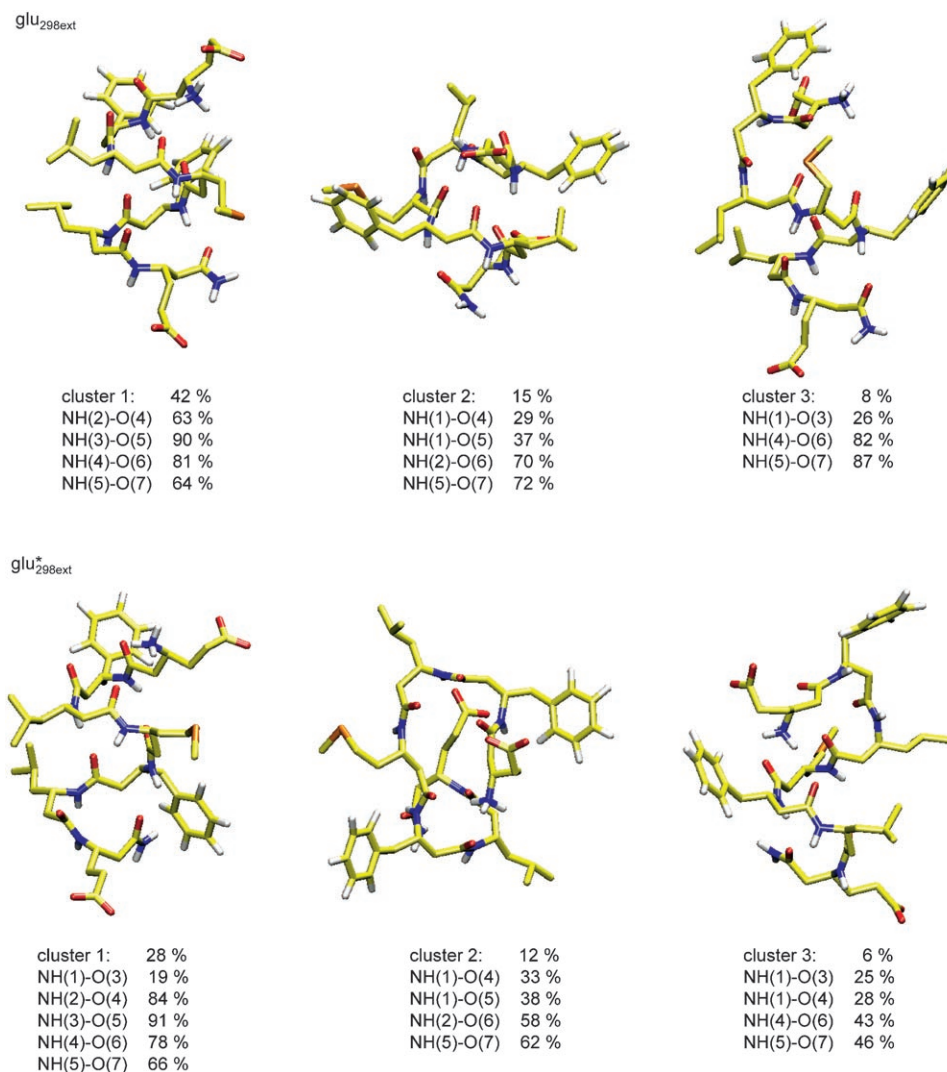 glu298ext
cluster 1: 42 %
NH(2)-O(4) 63 %
NH(3)-O(5) 90 %
NH(4)-O(6) 81 %
NH(5)-O(7) 64 %
cluster 2: 15 %
NH(1)-O(4) 29 %
NH(1)-O(5) 37 %
NH(2)-O(6) 70 %
NH(5)-O(7) 72 %
cluster 3: 8 %
NH(1)-O(3) 26 %
NH(4)-O(6) 82 %
NH(5)-O(7) 87 %
glu*298ext
cluster 1: 28 %
NH(1)-O(3) 19 %
NH(2)-O(4) 84 %
NH(3)-O(5) 91 %
NH(4)-O(6) 78 %
NH(5)-O(7) 66 %
cluster 2: 12 %
NH(1)-O(4) 33 %
NH(1)-O(5) 38 %
NH(2)-O(6) 58 %
NH(5)-O(7) 62 %
cluster 3: 6 %
NH(1)-O(3) 25 %
NH(1)-O(4) 28 %
NH(4)-O(6) 43 %
NH(5)-O(7) 46 %